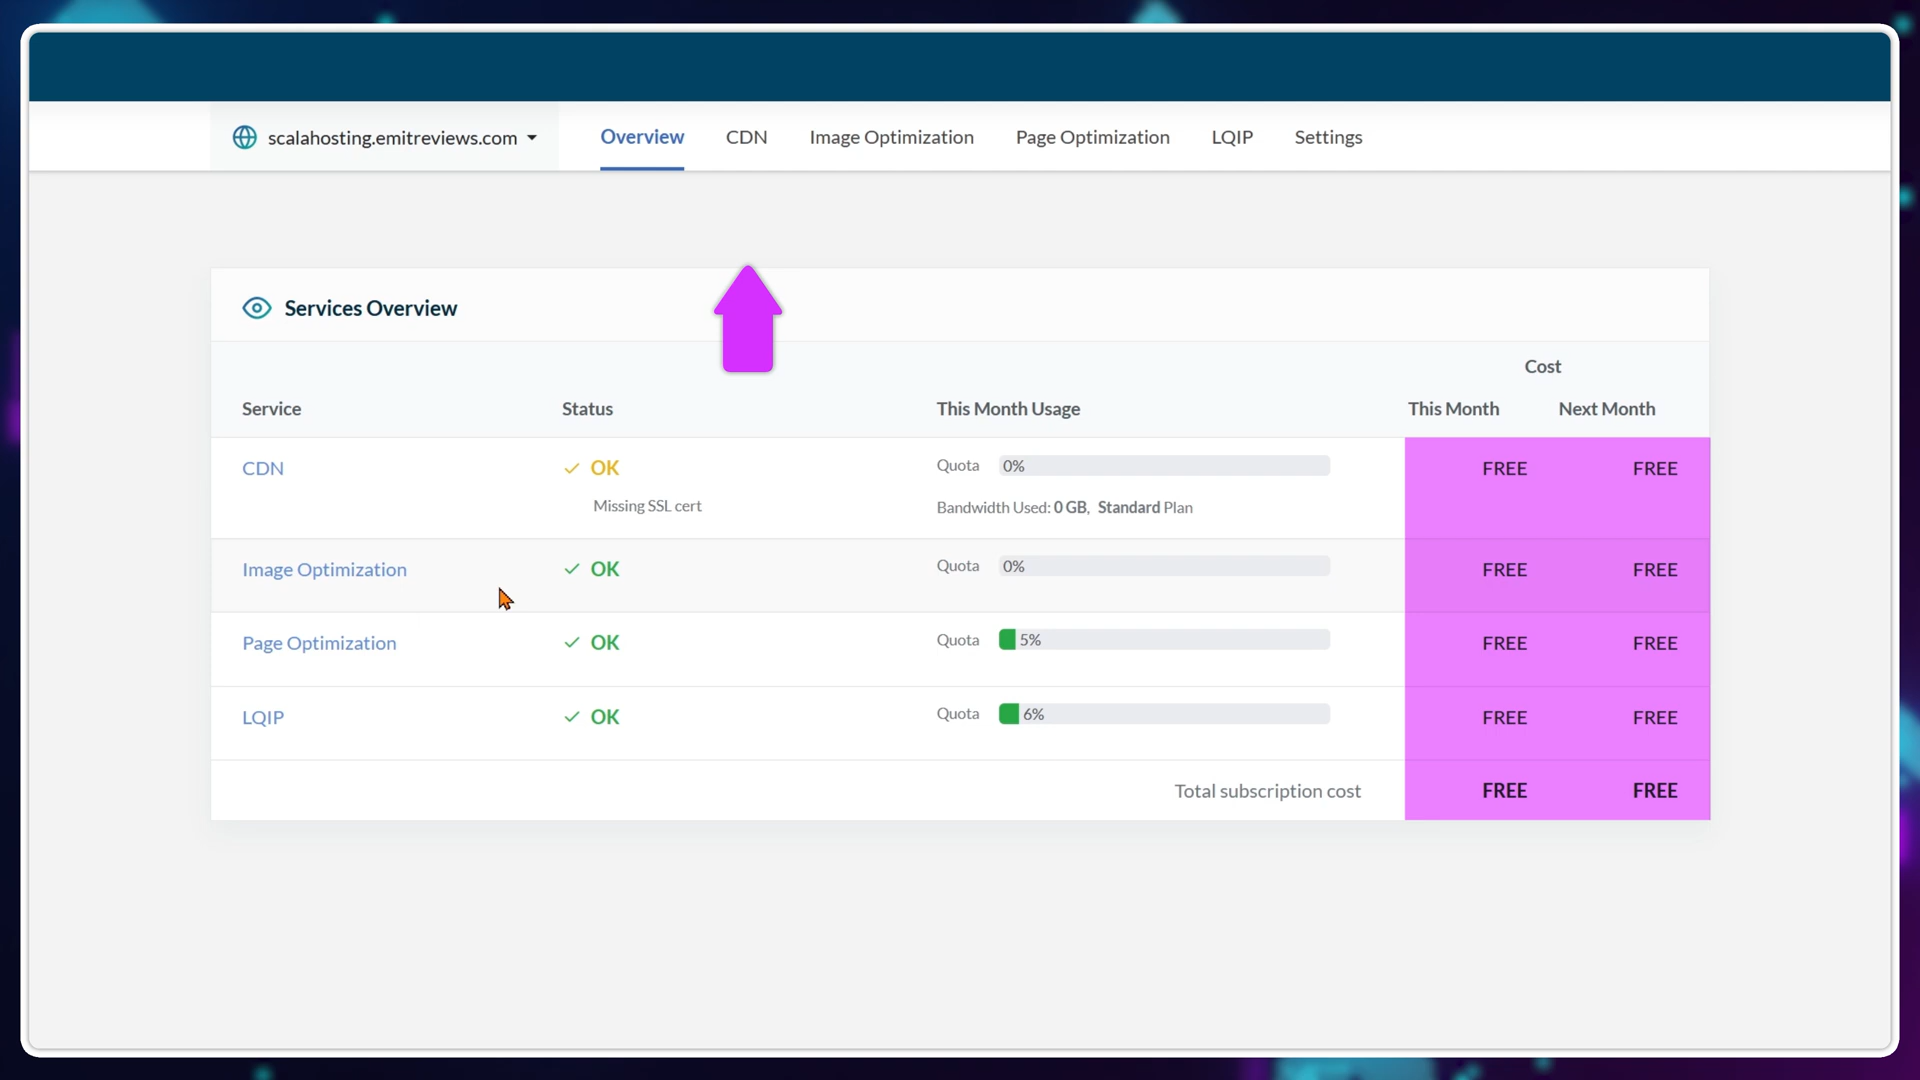 scalahosting.emitreviews.com Overview CDN Image Optimization Page Optimization LQIP Settings
Services Overview
Cost
Service Status This Month Usage This Month Next Month
CDN OK Quota 0% FREE FREE
Missing SSL cert Bandwidth Used: 0 GB, Standard Plan
Image Optimization OK Quota 0% FREE FREE
Page Optimization OK Quota 5% FREE FREE
LQIP OK Quota 6% FREE FREE
Total subscription cost FREE FREE